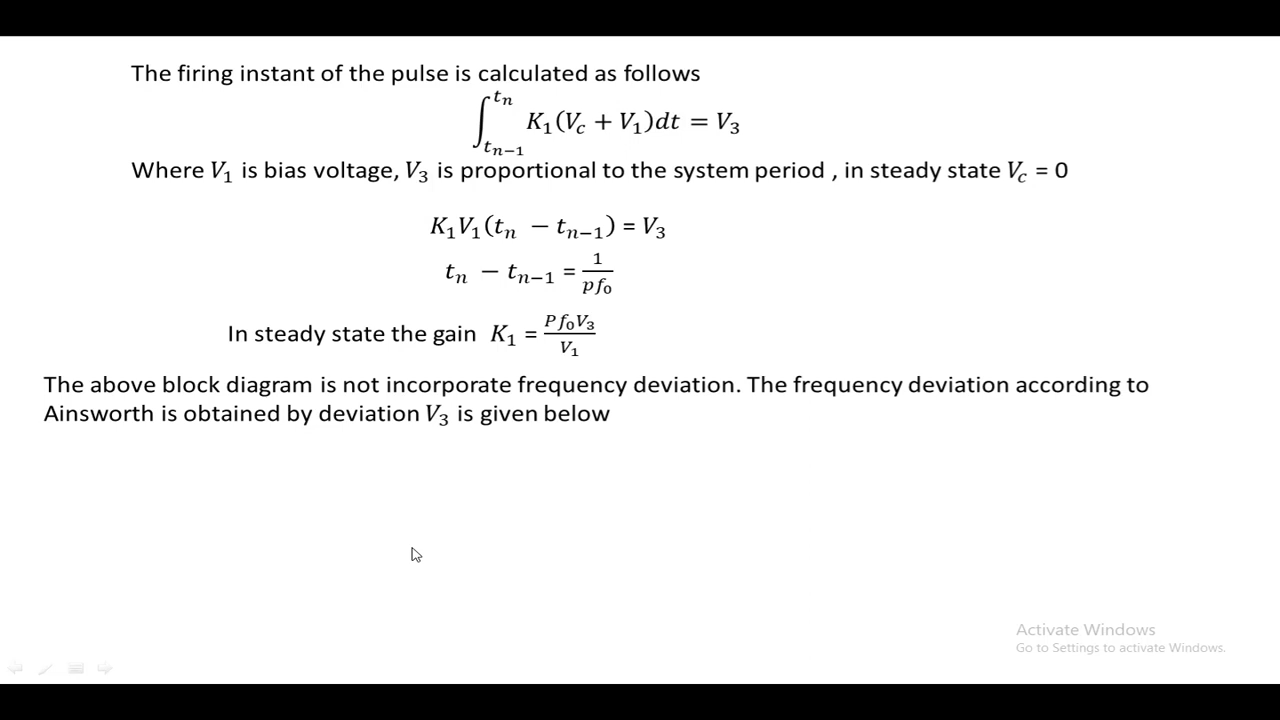 The firing instant of the pulse is calculated as follows
∫_{t_{n−1}}^{t_n} K₁(V_c + V₁)dt = V₃
Where V₁ is bias voltage, V₃ is proportional to the system period , in steady state V_c = 0
K₁V₁(t_n − t_{n−1}) = V₃
t_n − t_{n−1} = 1/(pf₀)
In steady state the gain K₁ = Pf₀V₃/V₁
The above block diagram is not incorporate frequency deviation. The frequency deviation according to
Ainsworth is obtained by deviation V₃ is given below
Activate Windows
Go to Settings to activate Windows.